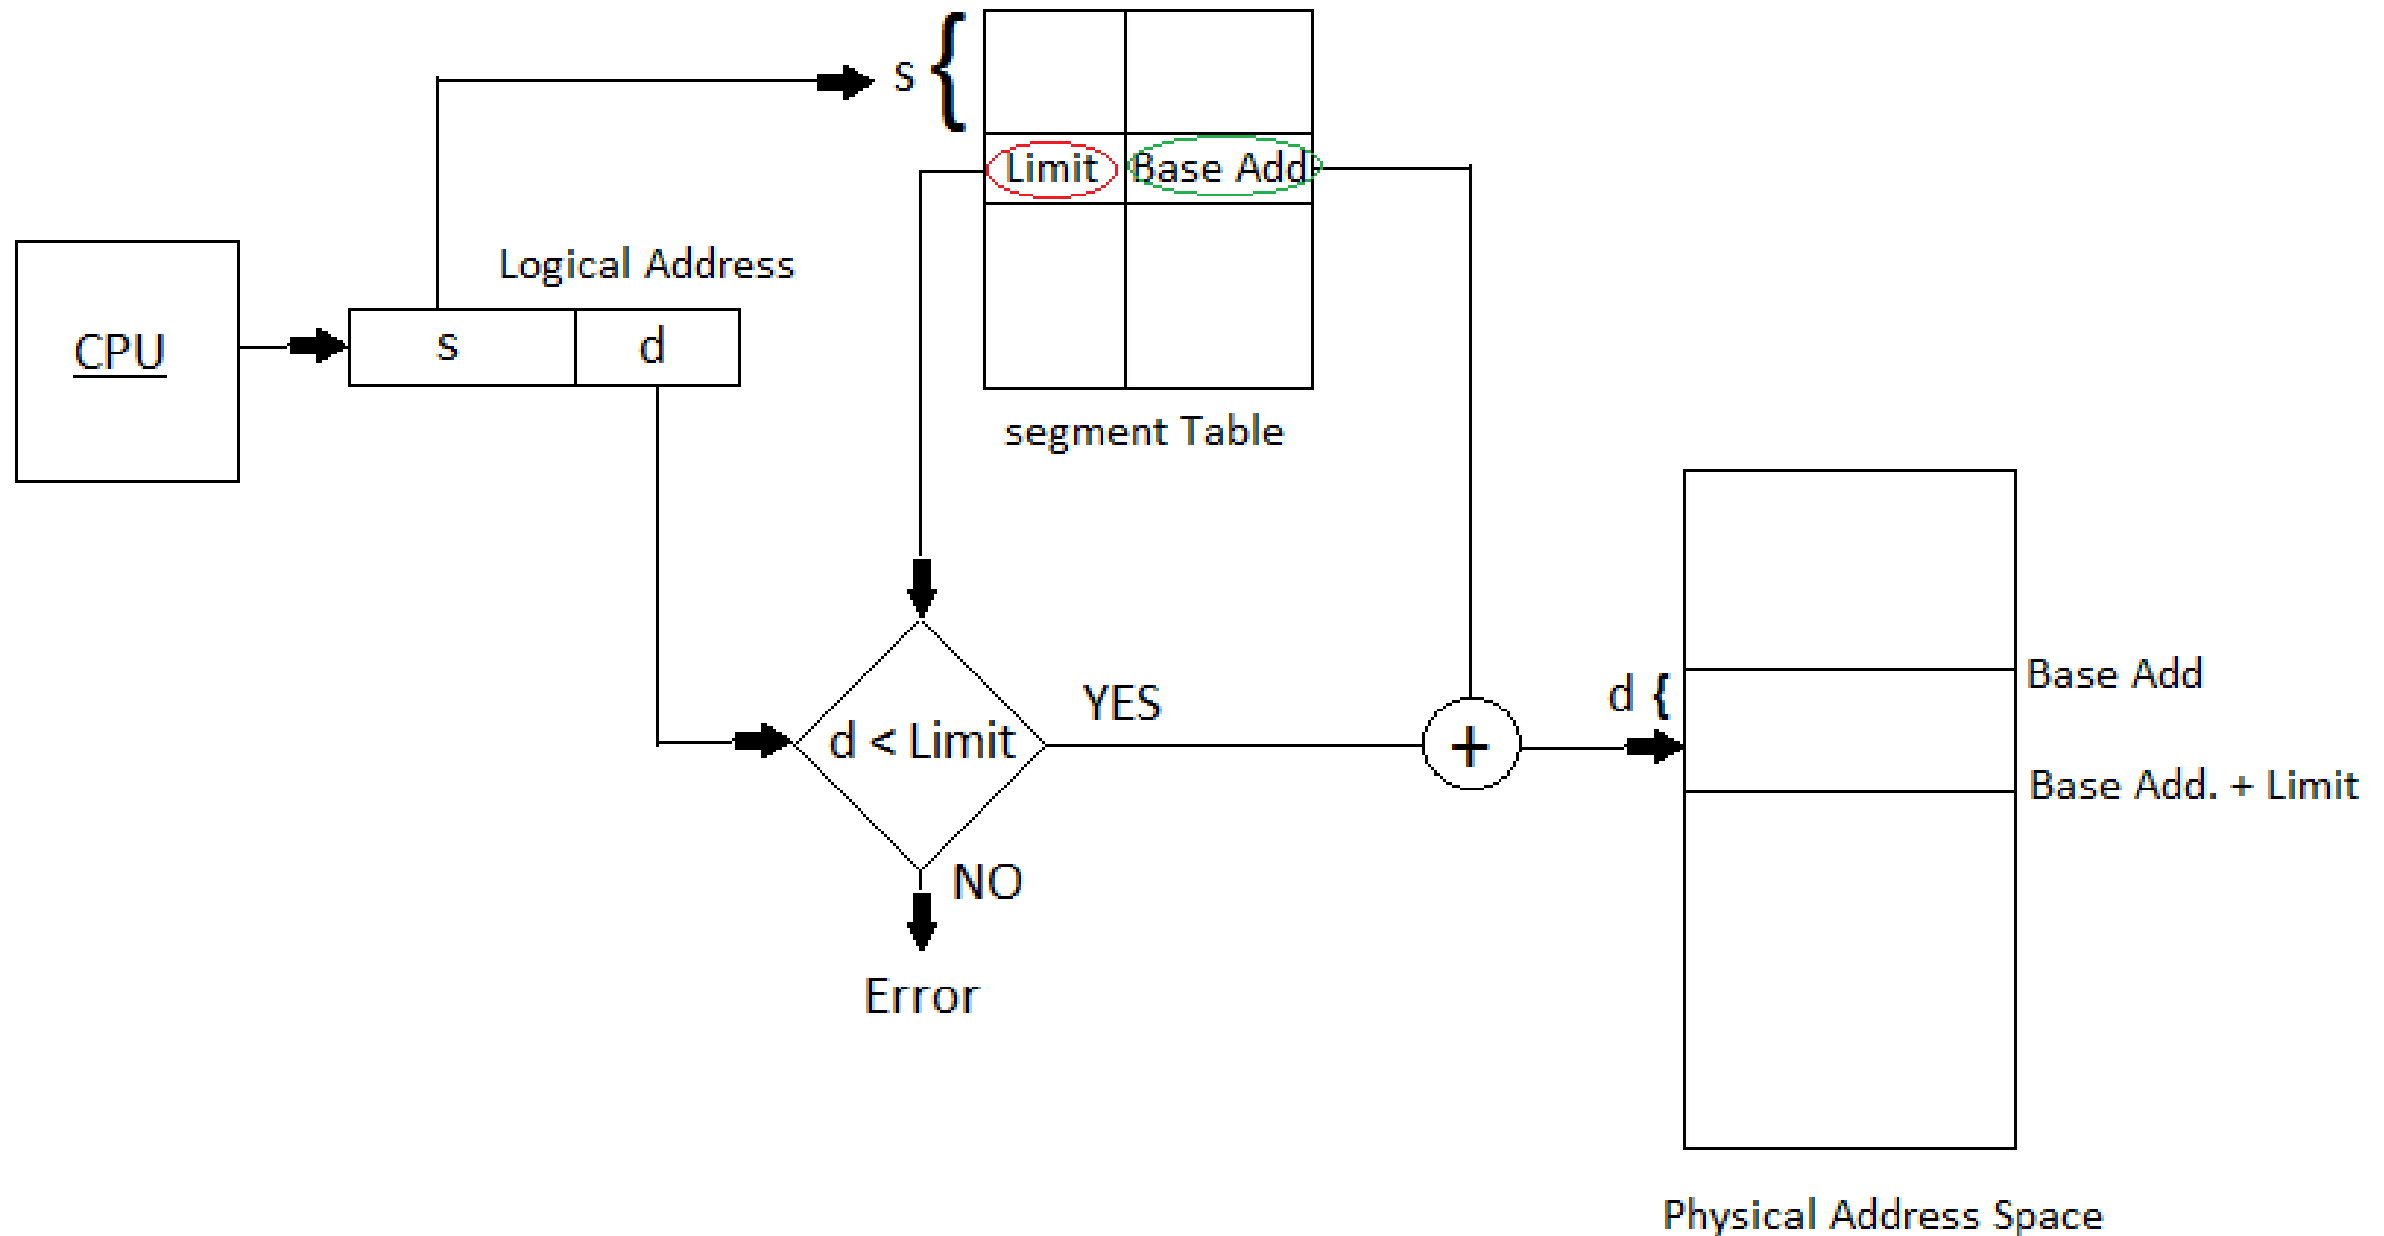 s {
Limit
Base Add
Logical Address
CPU
s
d
segment Table
d {
Base Add
YES
d < Limit
+
Base Add. + Limit
NO
Error
Physical Address Space